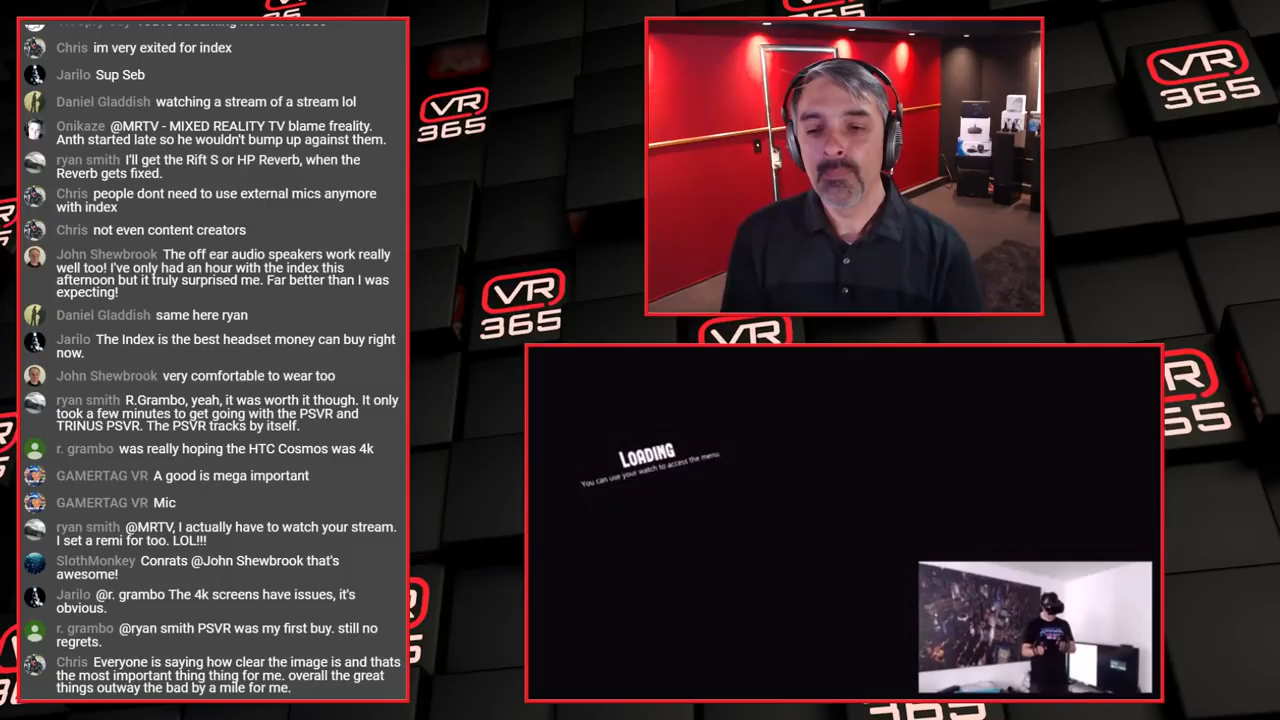 Chris im very exited for index
Jarilo Sup Seb
Daniel Gladdish watching a stream of a stream lol
Onikaze @MRTV - MIXED REALITY TV blame freality.
Anth started late so he wouldn't bump up against them.
ryan smith I'll get the Rift S or HP Reverb, when the
Reverb gets fixed.
Chris people dont need to use external mics anymore
with index
Chris not even content creators
John Shewbrook The off ear audio speakers work really
well too! I've only had an hour with the index this
afternoon but it truly surprised me. Far better than I was
expecting!
Daniel Gladdish same here ryan
Jarilo The Index is the best headset money can buy right
now.
John Shewbrook very comfortable to wear too
ryan smith R.Grambo, yeah, it was worth it though. It only
took a few minutes to get going with the PSVR and
TRINUS PSVR. The PSVR tracks by itself.
r. grambo was really hoping the HTC Cosmos was 4k
GAMERTAG VR A good is mega important
GAMERTAG VR Mic
ryan smith @MRTV, I actually have to watch your stream.
I set a remi for too. LOL!!!
SlothMonkey Conrats @John Shewbrook that's
awesome!
Jarilo @r. grambo The 4k screens have issues, it's
obvious.
r. grambo @ryan smith PSVR was my first buy. still no
regrets.
Chris Everyone is saying how clear the image is and thats
the most important thing thing for me. overall the great
things outway the bad by a mile for me.
VR
365
VR
365
VR
365
VR
LOADING
You can use your watch to access the menu
365